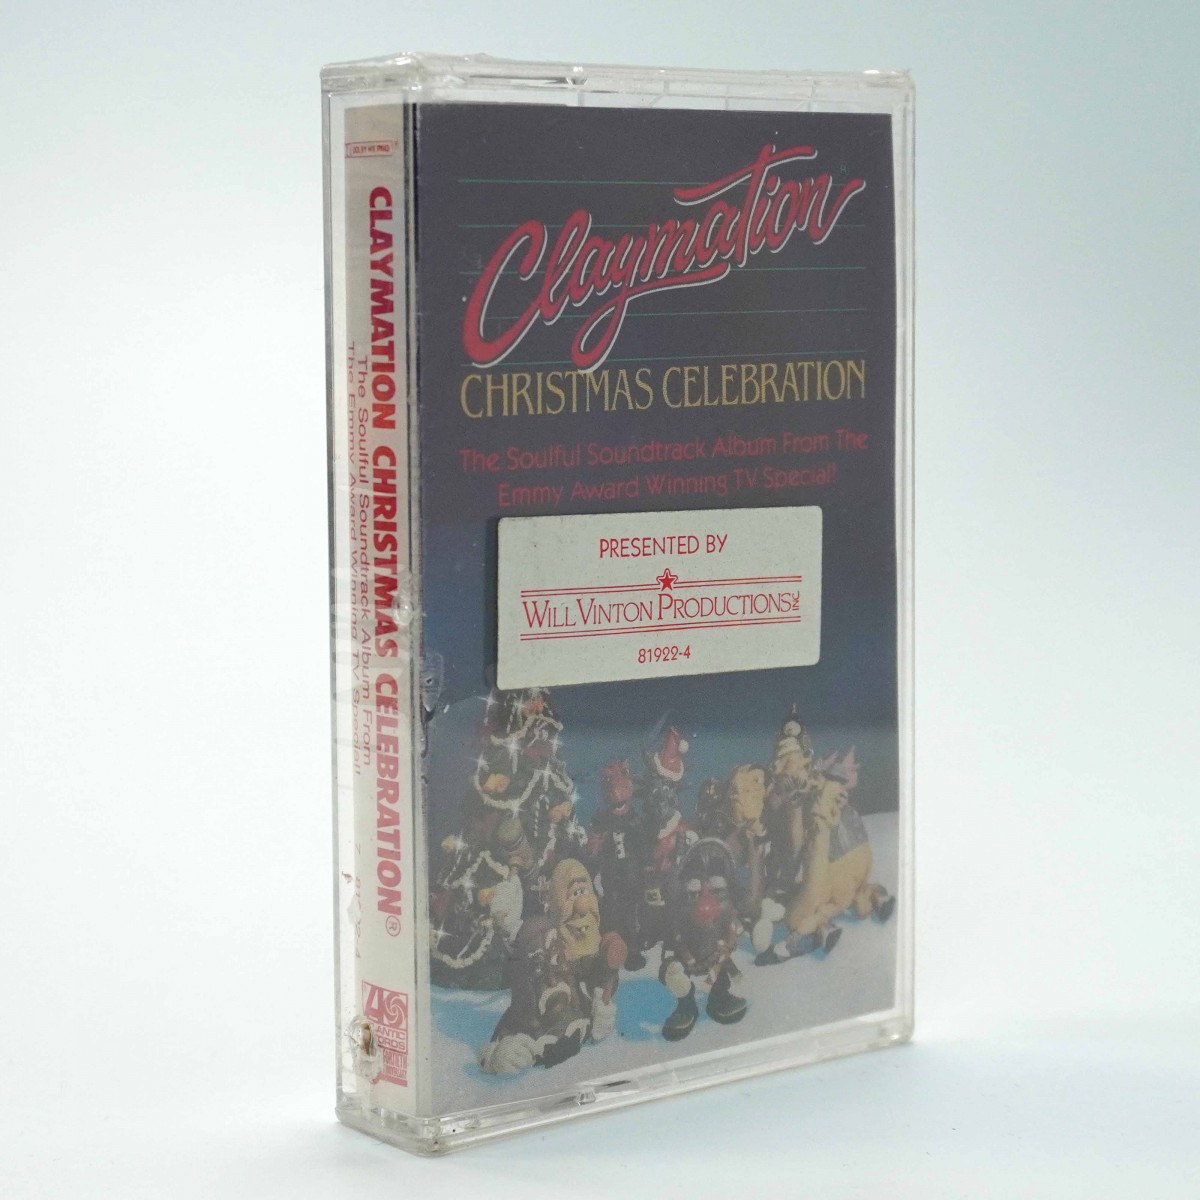 Claymation
CHRISTMAS CELEBRATION
The Soulful Soundtrack Album From The
Emmy Award Winning TV Special!
PRESENTED BY
WILL VINTON PRODUCTIONS INC
81922-4
CLAYMATION CHRISTMAS CELEBRATION®
The Soulful Soundtrack Album From
The Emmy Award Winning TV Special!